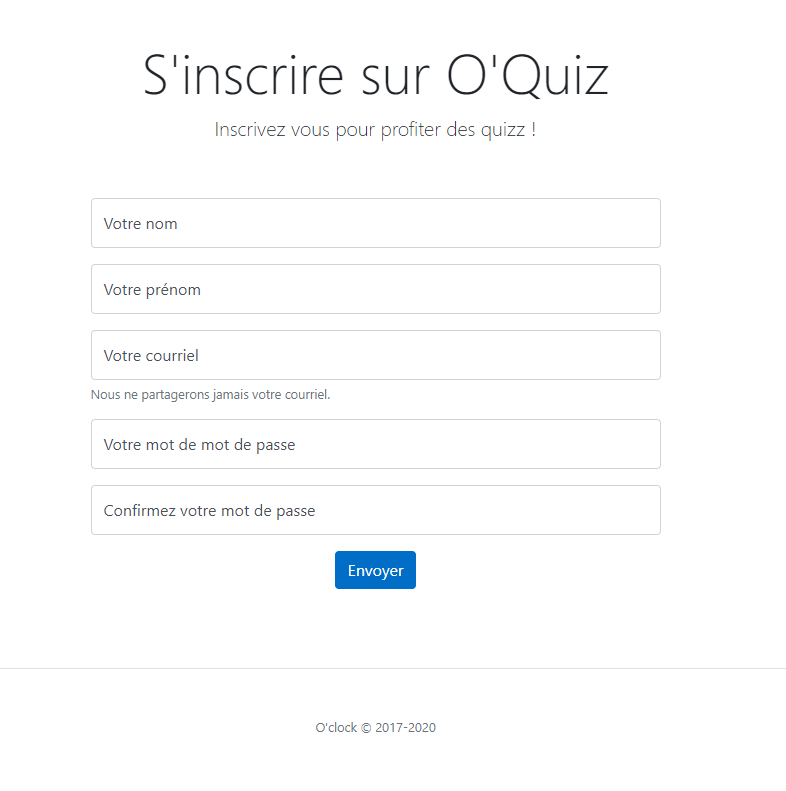 S'inscrire sur O'Quiz
Inscrivez vous pour profiter des quizz !
Votre nom
Votre prénom
Votre courriel
Nous ne partagerons jamais votre courriel.
Votre mot de mot de passe
Confirmez votre mot de passe
Envoyer
O'clock © 2017-2020